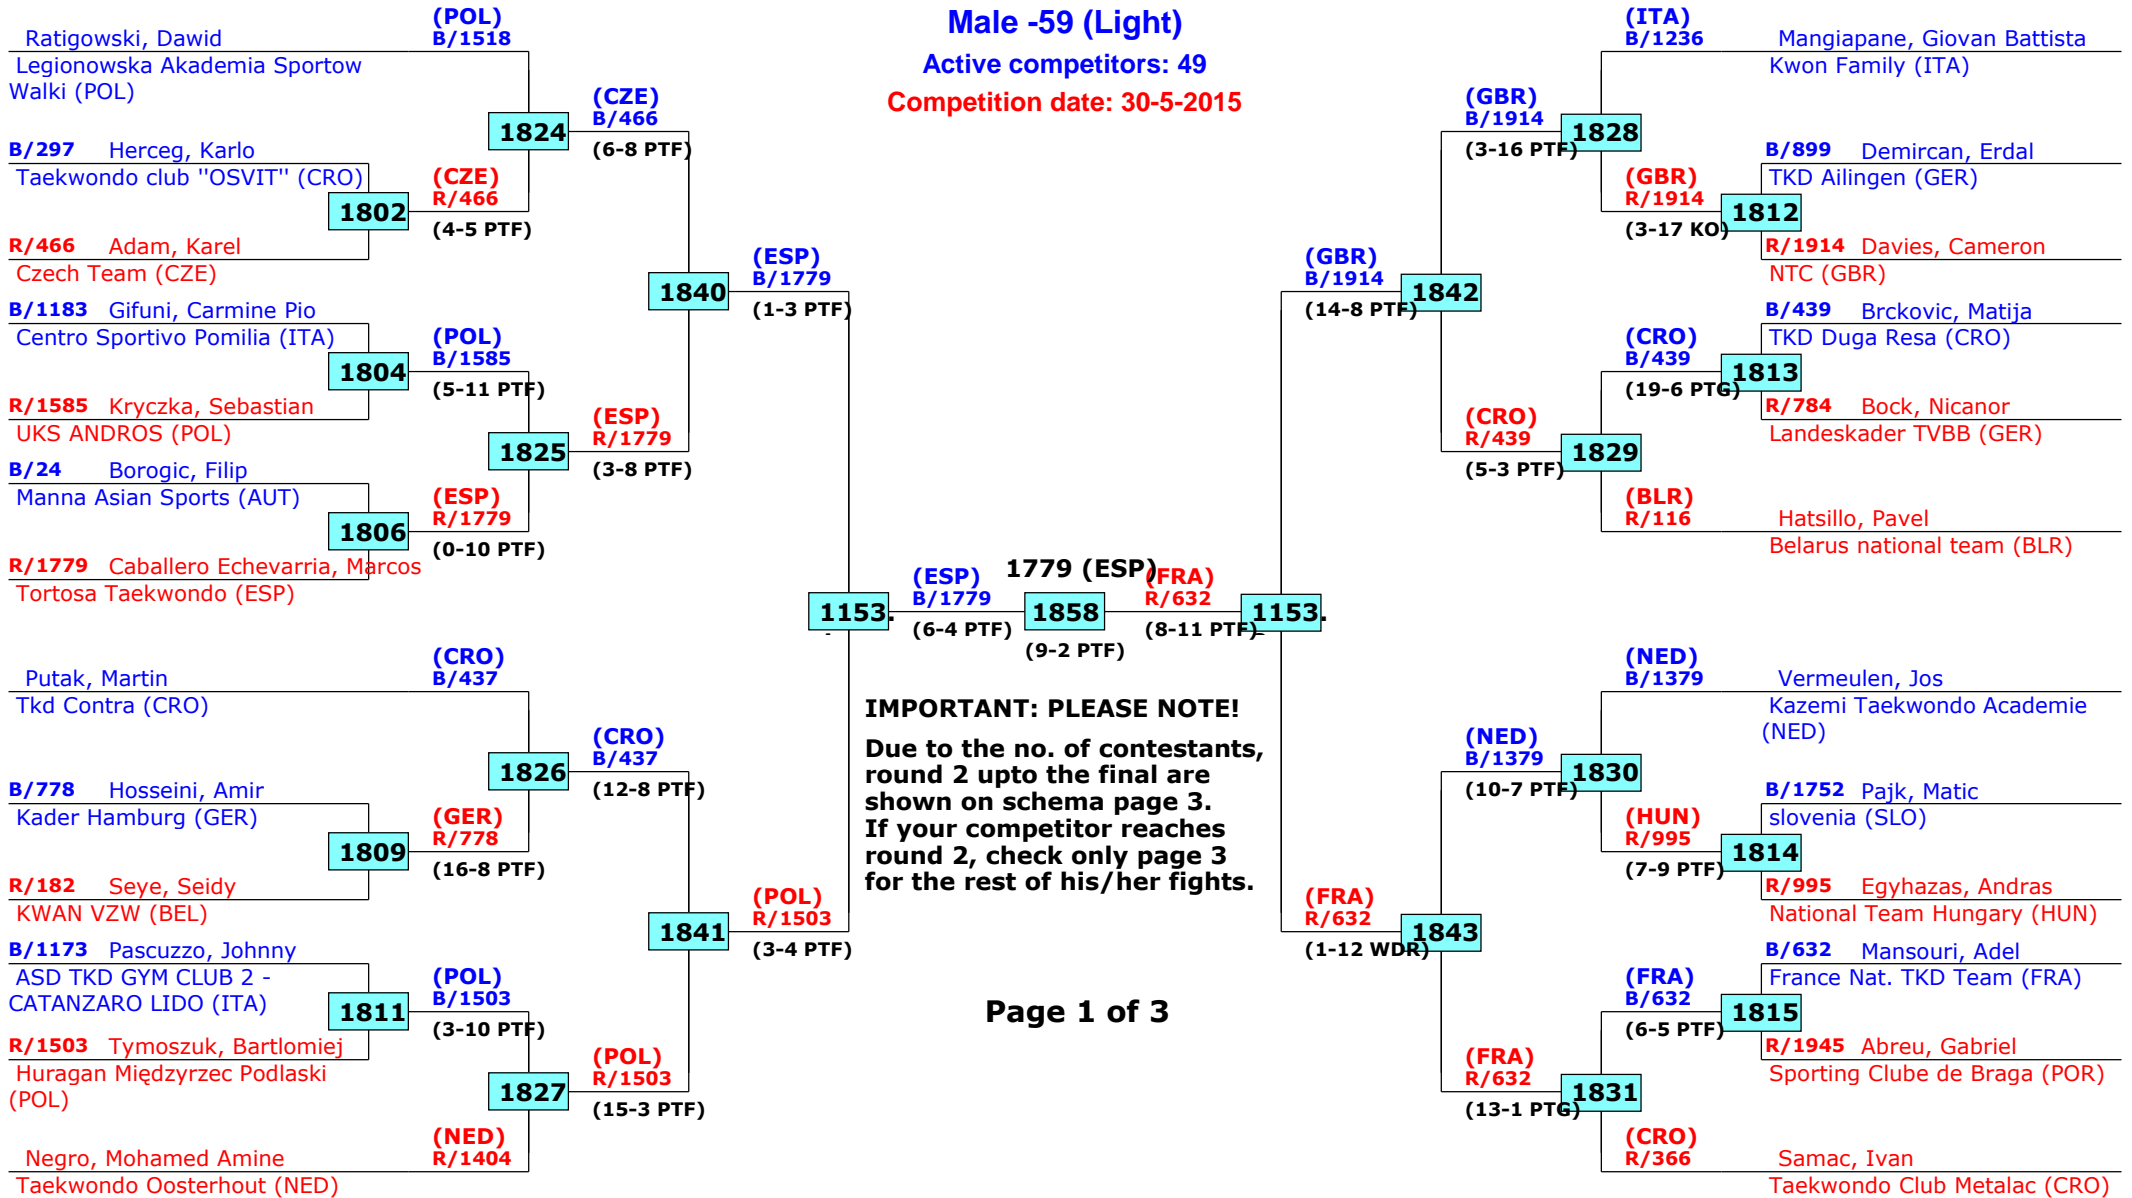 Male -59 (Light)
Active competitors: 49
Competition date: 30-5-2015
Ratigowski, Dawid
(POL)
B/1518
Legionowska Akademia Sportow
Walki (POL)
1824
(CZE)
B/466
(6-8 PTF)
B/297 Herceg, Karlo
Taekwondo club "OSVIT" (CRO)
1802
(CZE)
R/466
(4-5 PTF)
R/466 Adam, Karel
Czech Team (CZE)
1840
(ESP)
B/1779
(1-3 PTF)
B/1183 Gifuni, Carmine Pio
Centro Sportivo Pomilia (ITA)
1804
(POL)
B/1585
(5-11 PTF)
R/1585 Kryczka, Sebastian
UKS ANDROS (POL)
1825
(ESP)
R/1779
(3-8 PTF)
B/24 Borogic, Filip
Manna Asian Sports (AUT)
1806
(ESP)
R/1779
(0-10 PTF)
R/1779 Caballero Echevarria, Marcos
Tortosa Taekwondo (ESP)
1153.
(ESP)
B/1779
(6-4 PTF)
1779 (ESP)
1858
(9-2 PTF)
(FRA)
R/632
(8-11 PTF)
1153.
Putak, Martin
(CRO)
B/437
Tkd Contra (CRO)
1826
(CRO)
B/437
(12-8 PTF)
B/778 Hosseini, Amir
Kader Hamburg (GER)
1809
(GER)
R/778
(16-8 PTF)
R/182 Seye, Seidy
KWAN VZW (BEL)
1841
(POL)
R/1503
(3-4 PTF)
B/1173 Pascuzzo, Johnny
ASD TKD GYM CLUB 2 -
CATANZARO LIDO (ITA)
1811
(POL)
B/1503
(3-10 PTF)
R/1503 Tymoszuk, Bartlomiej
Huragan Międzyrzec Podlaski
(POL)
1827
(POL)
R/1503
(15-3 PTF)
(NED)
R/1404
Negro, Mohamed Amine
Taekwondo Oosterhout (NED)
IMPORTANT: PLEASE NOTE!
Due to the no. of contestants,
round 2 upto the final are
shown on schema page 3.
If your competitor reaches
round 2, check only page 3
for the rest of his/her fights.
Page 1 of 3
(ITA)
B/1236
Mangiapane, Giovan Battista
Kwon Family (ITA)
(GBR)
B/1914
(3-16 PTF)
1828
B/899 Demircan, Erdal
TKD Ailingen (GER)
(GBR)
R/1914
(3-17 KO)
1812
R/1914 Davies, Cameron
NTC (GBR)
(GBR)
B/1914
(14-8 PTF)
1842
B/439 Brckovic, Matija
TKD Duga Resa (CRO)
(CRO)
B/439
(19-6 PTG)
1813
R/784 Bock, Nicanor
Landeskader TVBB (GER)
(CRO)
R/439
(5-3 PTF)
1829
(BLR)
R/116
Hatsillo, Pavel
Belarus national team (BLR)
(NED)
B/1379
Vermeulen, Jos
Kazemi Taekwondo Academie
(NED)
(NED)
B/1379
(10-7 PTF)
1830
B/1752 Pajk, Matic
slovenia (SLO)
(HUN)
R/995
(7-9 PTF)
1814
R/995 Egyhazas, Andras
National Team Hungary (HUN)
(FRA)
R/632
(1-12 WDR)
1843
B/632 Mansouri, Adel
France Nat. TKD Team (FRA)
(FRA)
B/632
(6-5 PTF)
1815
R/1945 Abreu, Gabriel
Sporting Clube de Braga (POR)
(FRA)
R/632
(13-1 PTG)
1831
(CRO)
R/366
Samac, Ivan
Taekwondo Club Metalac (CRO)